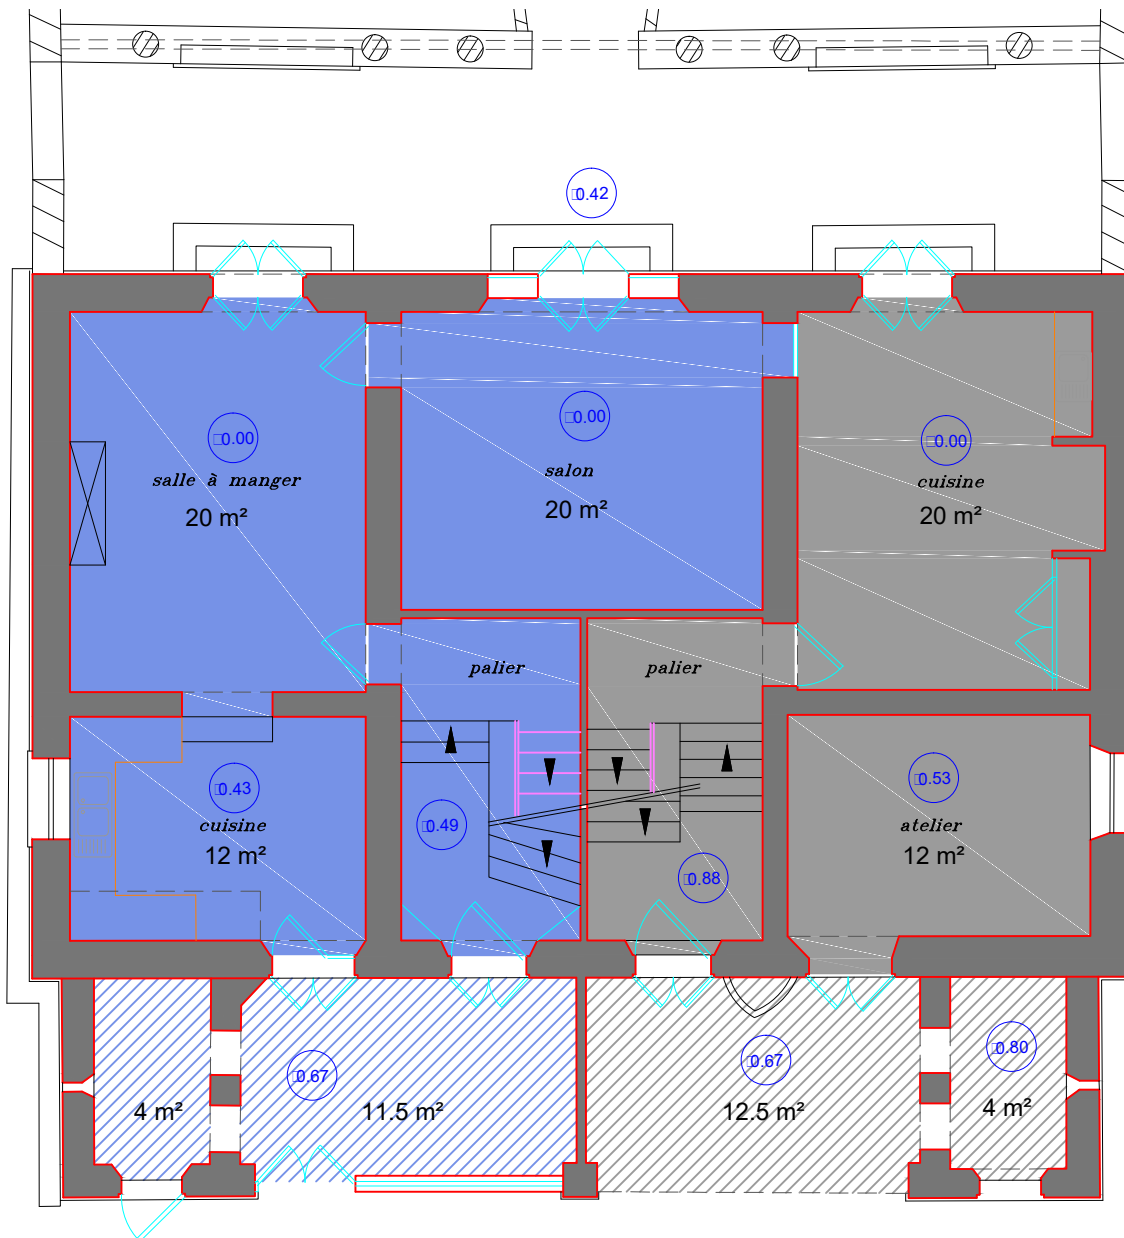 □0.42
□0.00
□0.00
□0.00
salle à manger
salon
cuisine
20 m²
20 m²
20 m²
palier
palier
□0.43
□0.49
□0.53
cuisine
atelier
12 m²
12 m²
□0.88
□0.67
□0.67
□0.80
4 m²
11.5 m²
12.5 m²
4 m²